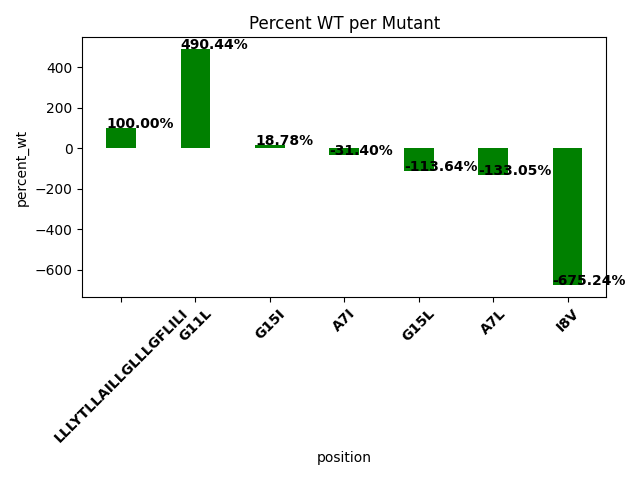 Percent WT per Mutant
percent_wt
400
200
0
−200
−400
−600
100.00%
490.44%
18.78%
-31.40%
-113.64%
-133.05%
-675.24%
LLLYTLLAILLGLLLGFLILI
G11L
G15I
A7I
G15L
A7L
I8V
position